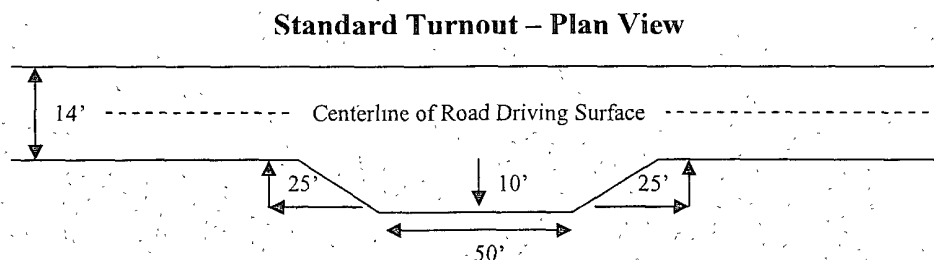 Standard Turnout – Plan View
14'
Centerline of Road Driving Surface
25'
10'
25'
50'